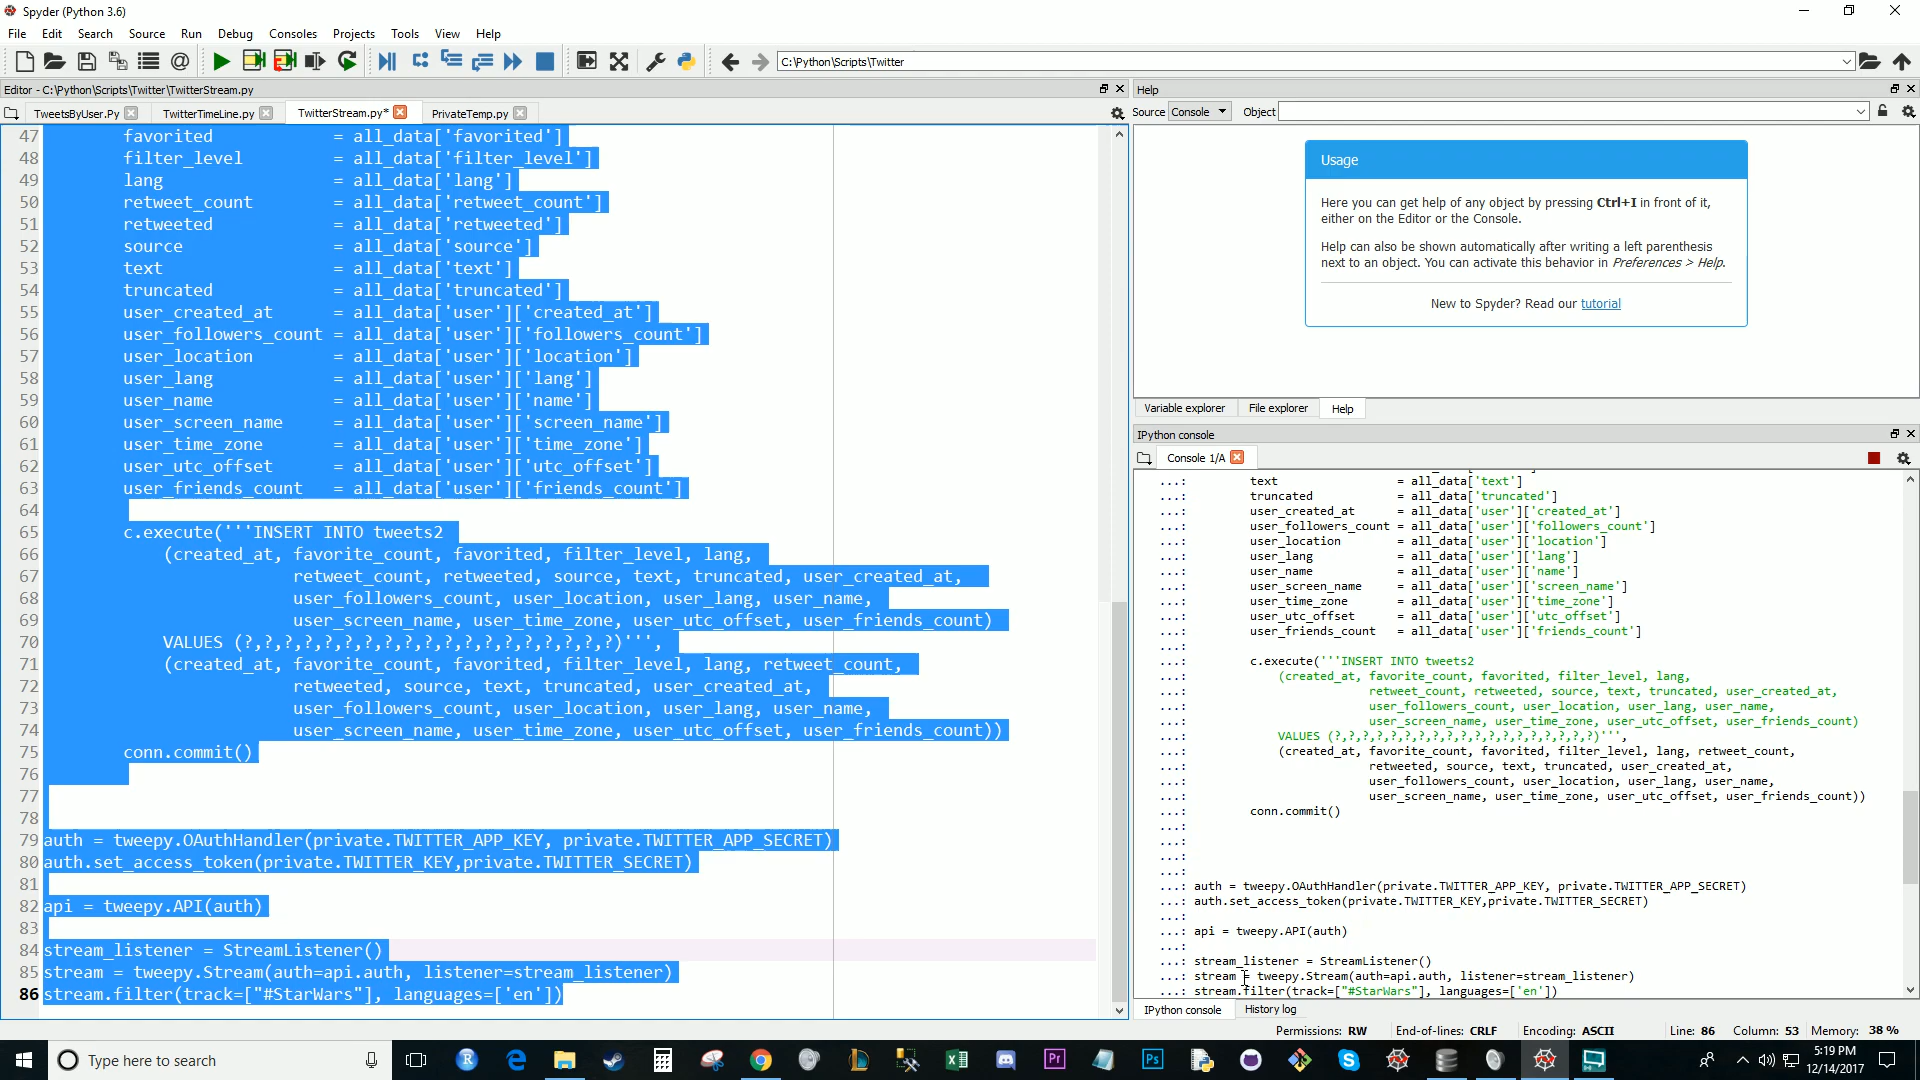 Spyder (Python 3.6)
File Edit Search Source Run Debug Consoles Projects Tools View Help
C:\Python\Scripts\Twitter
Editor - C:\Python\Scripts\Twitter\TwitterStream.py
TweetsByUser.Py TwitterTimeLine.py TwitterStream.py* PrivateTemp.py
47 favorited = all_data['favorited']
48 filter_level = all_data['filter_level']
49 lang = all_data['lang']
50 retweet_count = all_data['retweet_count']
51 retweeted = all_data['retweeted']
52 source = all_data['source']
53 text = all_data['text']
54 truncated = all_data['truncated']
55 user_created_at = all_data['user']['created_at']
56 user_followers_count = all_data['user']['followers_count']
57 user_location = all_data['user']['location']
58 user_lang = all_data['user']['lang']
59 user_name = all_data['user']['name']
60 user_screen_name = all_data['user']['screen_name']
61 user_time_zone = all_data['user']['time_zone']
62 user_utc_offset = all_data['user']['utc_offset']
63 user_friends_count = all_data['user']['friends_count']
64
65 c.execute('''INSERT INTO tweets2
66 (created_at, favorite_count, favorited, filter_level, lang,
67 retweet_count, retweeted, source, text, truncated, user_created_at,
68 user_followers_count, user_location, user_lang, user_name,
69 user_screen_name, user_time_zone, user_utc_offset, user_friends_count)
70 VALUES (?,?,?,?,?,?,?,?,?,?,?,?,?,?,?,?,?,?,?)''',
71 (created_at, favorite_count, favorited, filter_level, lang, retweet_count,
72 retweeted, source, text, truncated, user_created_at,
73 user_followers_count, user_location, user_lang, user_name,
74 user_screen_name, user_time_zone, user_utc_offset, user_friends_count))
75 conn.commit()
76
77
78
79 auth = tweepy.OAuthHandler(private.TWITTER_APP_KEY, private.TWITTER_APP_SECRET)
80 auth.set_access_token(private.TWITTER_KEY,private.TWITTER_SECRET)
81
82 api = tweepy.API(auth)
83
84 stream_listener = StreamListener()
85 stream = tweepy.Stream(auth=api.auth, listener=stream_listener)
86 stream.filter(track=["#StarWars"], languages=['en'])
Help
Source Console Object
Usage
Here you can get help of any object by pressing Ctrl+I in front of it,
either on the Editor or the Console.
Help can also be shown automatically after writing a left parenthesis
next to an object. You can activate this behavior in Preferences > Help.
New to Spyder? Read our tutorial
Variable explorer File explorer Help
IPython console
Console 1/A
...: text = all_data['text']
...: truncated = all_data['truncated']
...: user_created_at = all_data['user']['created_at']
...: user_followers_count = all_data['user']['followers_count']
...: user_location = all_data['user']['location']
...: user_lang = all_data['user']['lang']
...: user_name = all_data['user']['name']
...: user_screen_name = all_data['user']['screen_name']
...: user_time_zone = all_data['user']['time_zone']
...: user_utc_offset = all_data['user']['utc_offset']
...: user_friends_count = all_data['user']['friends_count']
...:
...: c.execute('''INSERT INTO tweets2
...: (created_at, favorite_count, favorited, filter_level, lang,
...: retweet_count, retweeted, source, text, truncated, user_created_at,
...: user_followers_count, user_location, user_lang, user_name,
...: user_screen_name, user_time_zone, user_utc_offset, user_friends_count)
...: VALUES (?,?,?,?,?,?,?,?,?,?,?,?,?,?,?,?,?,?,?)''',
...: (created_at, favorite_count, favorited, filter_level, lang, retweet_count,
...: retweeted, source, text, truncated, user_created_at,
...: user_followers_count, user_location, user_lang, user_name,
...: user_screen_name, user_time_zone, user_utc_offset, user_friends_count))
...: conn.commit()
...:
...:
...:
...:
...: auth = tweepy.OAuthHandler(private.TWITTER_APP_KEY, private.TWITTER_APP_SECRET)
...: auth.set_access_token(private.TWITTER_KEY,private.TWITTER_SECRET)
...:
...: api = tweepy.API(auth)
...:
...: stream_listener = StreamListener()
...: stream = tweepy.Stream(auth=api.auth, listener=stream_listener)
...: stream.filter(track=["#StarWars"], languages=['en'])
IPython console History log
Permissions: RW End-of-lines: CRLF Encoding: ASCII Line: 86 Column: 53 Memory: 38 %
Type here to search
5:19 PM
12/14/2017